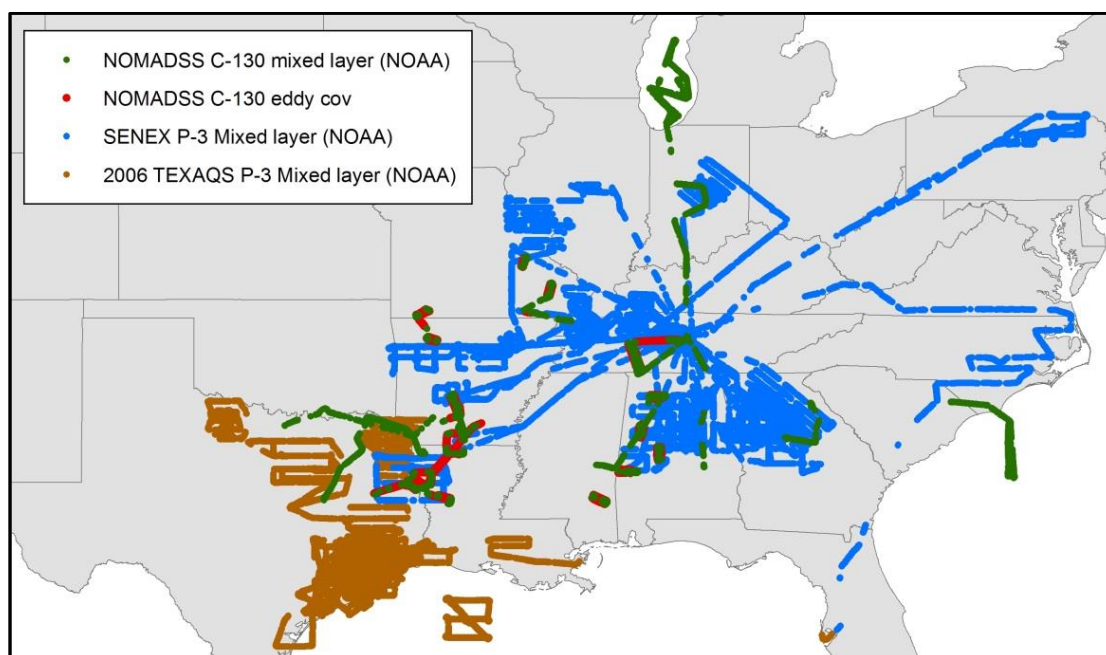 NOMADSS C-130 mixed layer (NOAA)
NOMADSS C-130 eddy cov
SENEX P-3 Mixed layer (NOAA)
2006 TEXAQS P-3 Mixed layer (NOAA)